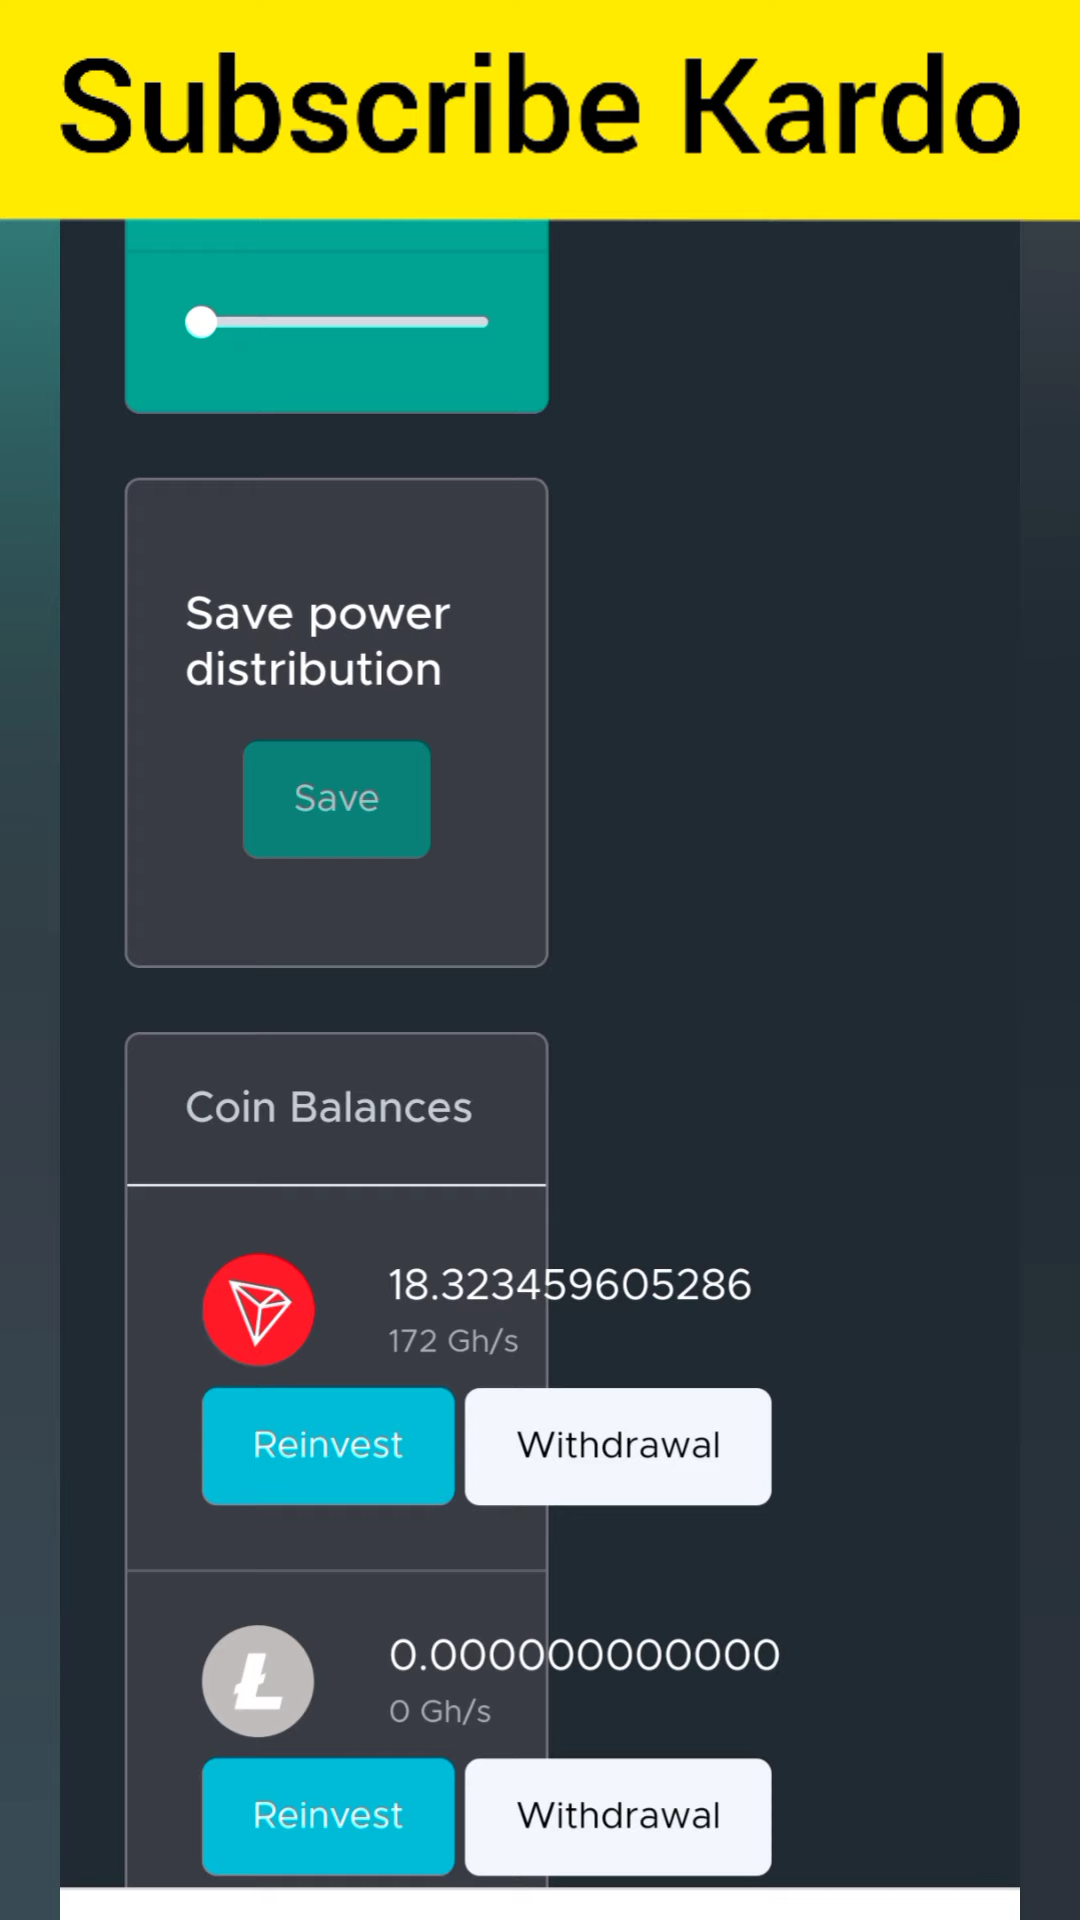 Subscribe Kardo
Save power
distribution
Save
Coin Balances
18.323459605286
172 Gh/s
Reinvest
Withdrawal
0.000000000000
0 Gh/s
Reinvest
Withdrawal